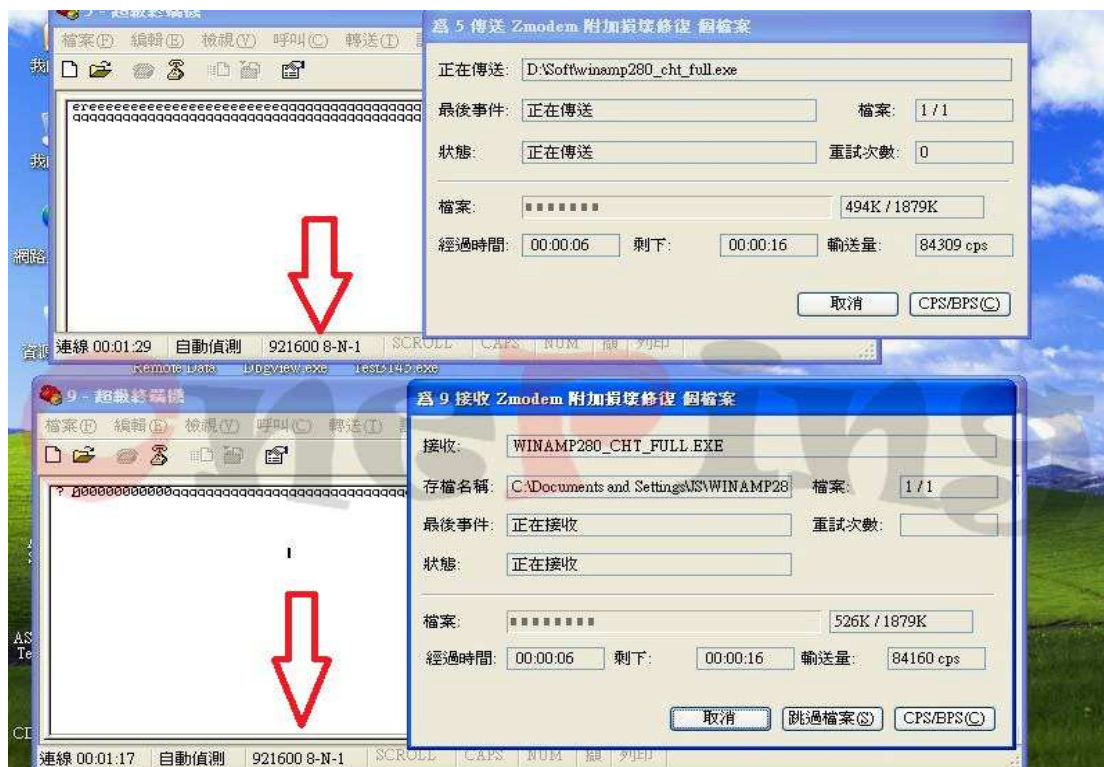 5 - 超級終端機
檔案(F) 編輯(E) 檢視(V) 呼叫(C) 轉送(T)
為 5 傳送 Zmodem 附加損壞修復 個檔案
正在傳送: D:\Soft\winamp280_cht_full.exe
最後事件: 正在傳送 檔案: 1 / 1
狀態: 正在傳送 重試次數: 0
檔案: 494K / 1879K
經過時間: 00:00:06 剩下: 00:00:16 輸送量: 84309 cps
取消 CPS/BPS(C)
連線 00:01:29 自動偵測 921600 8-N-1 SCROLL CAPS NUM 擷 列印
Remote Data Dbgview.exe
9 - 超級終端機
檔案(F) 編輯(E) 檢視(V) 呼叫(C) 轉送(T)
為 9 接收 Zmodem 附加損壞修復 個檔案
接收: WINAMP280_CHT_FULL.EXE
存檔名稱: C:\Documents and Settings\JS\WINAMP28 檔案: 1 / 1
最後事件: 正在接收 重試次數:
狀態: 正在接收
檔案: 526K / 1879K
經過時間: 00:00:06 剩下: 00:00:16 輸送量: 84160 cps
取消 跳過檔案(S) CPS/BPS(C)
連線 00:01:17 自動偵測 921600 8-N-1 SCROLL CAPS NUM 擷 列印
OnePing